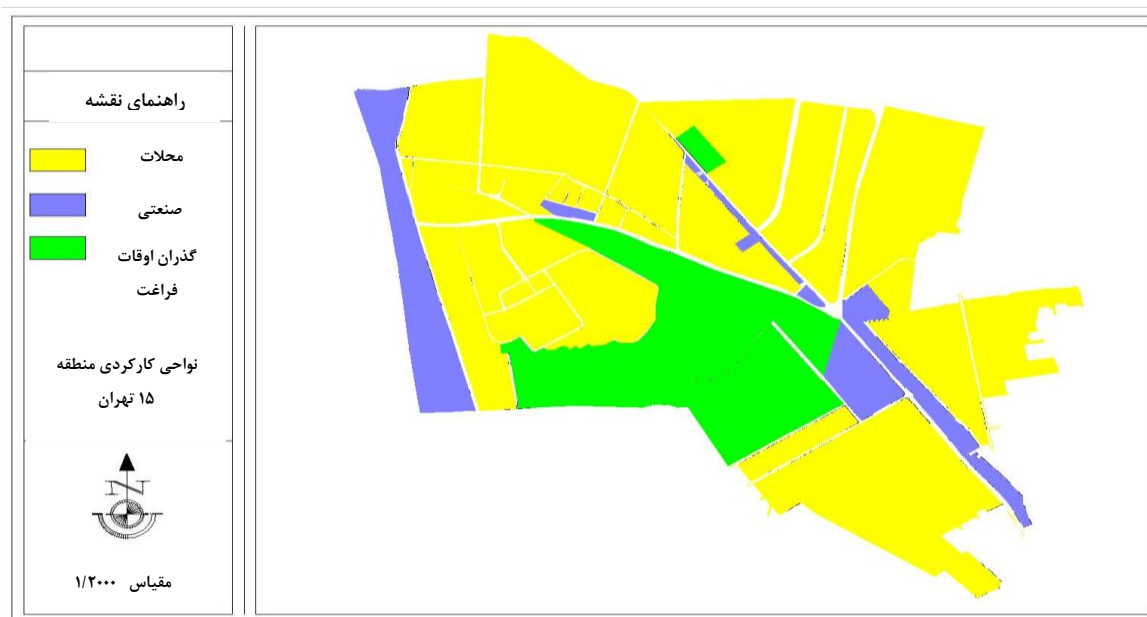 راهنمای نقشه
محلات
صنعتی
گذران اوقات
فراغت
نواحی کارکردی منطقه
۱۵ تهران
N
مقیاس ۱/۲۰۰۰